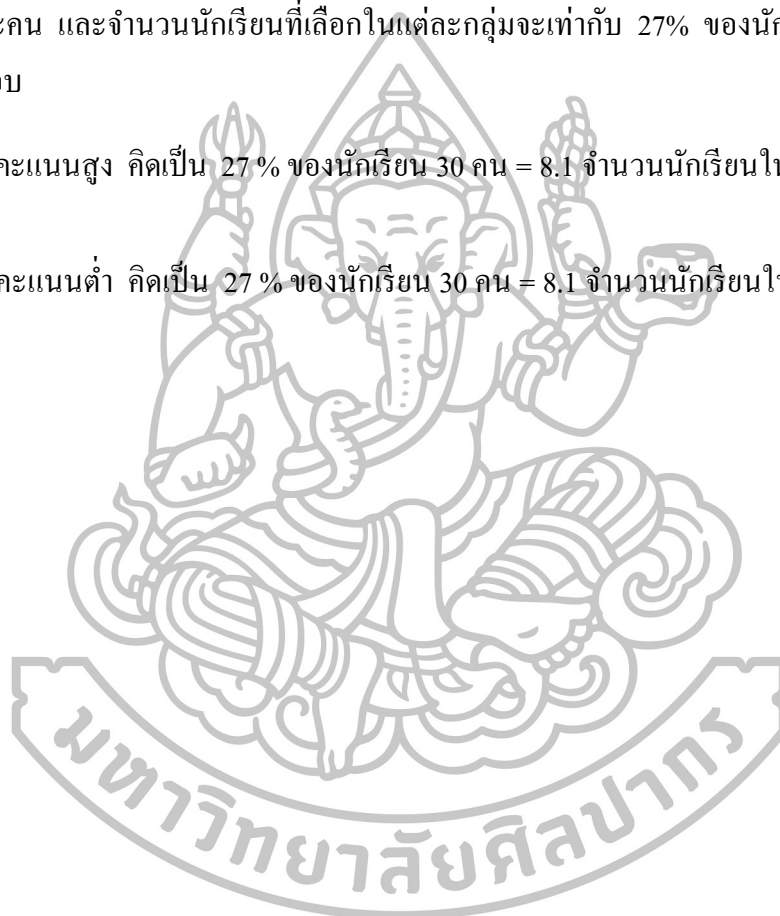 ะคน และจำนวนนักเรียนที่เลือกในแต่ละกลุ่มจะเท่ากับ 27% ของนัก
อบ
คะแนนสูง คิดเป็น 27 % ของนักเรียน 30 คน = 8.1 จำนวนนักเรียนใน
คะแนนต่ำ คิดเป็น 27 % ของนักเรียน 30 คน = 8.1 จำนวนนักเรียนใน
มหาวิทยาลัยศิลปากร